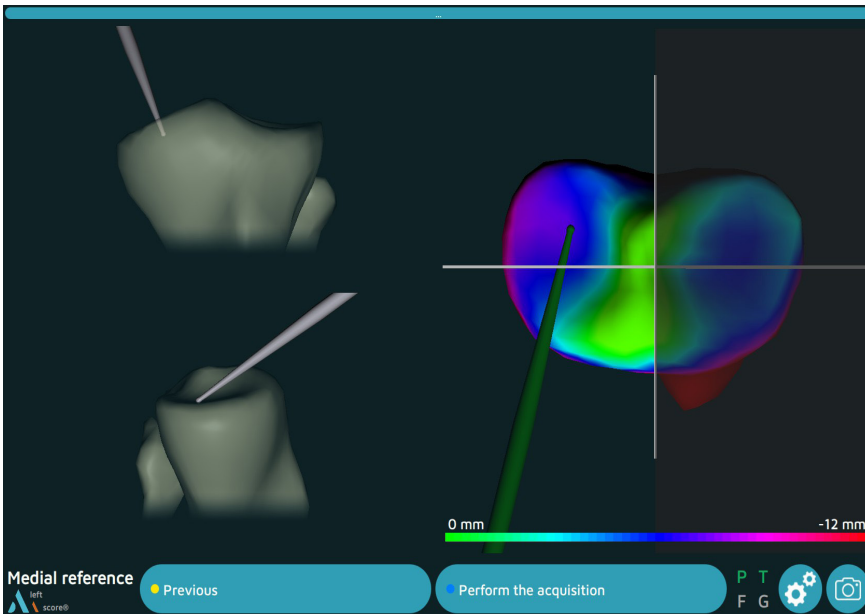 ...
0 mm
-12 mm
Medial reference
left
score®
Previous
Perform the acquisition
P T
F G